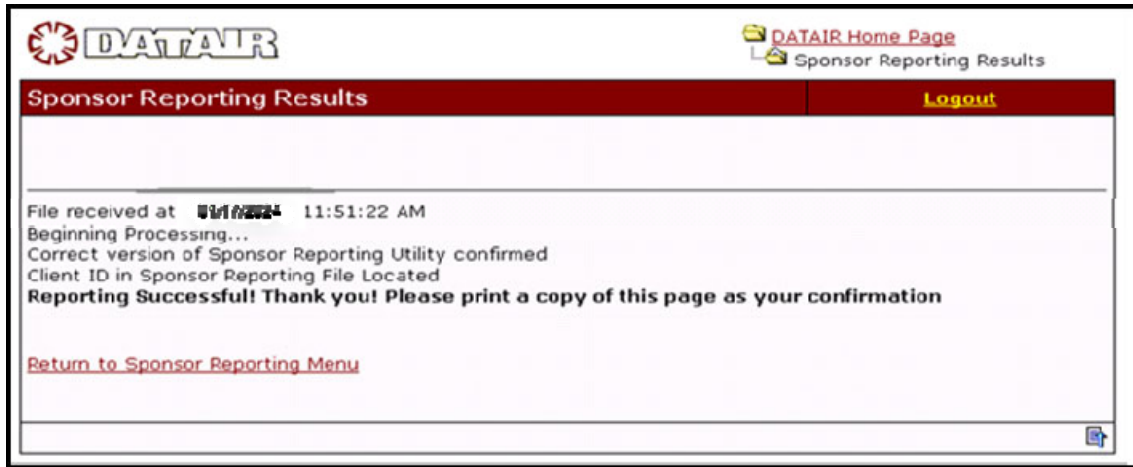 DATAIR
DATAIR Home Page
Sponsor Reporting Results
Sponsor Reporting Results
Logout
File received at 11:51:22 AM
Beginning Processing...
Correct version of Sponsor Reporting Utility confirmed
Client ID in Sponsor Reporting File Located
Reporting Successful! Thank you! Please print a copy of this page as your confirmation
Return to Sponsor Reporting Menu